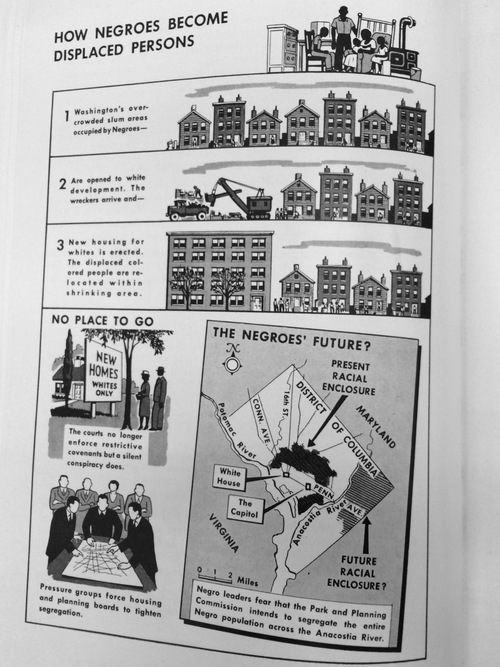 HOW NEGROES BECOME
DISPLACED PERSONS
1 Washington's over-
crowded slum areas
occupied by Negroes—
2 Are opened to white
development. The
wreckers arrive and—
3 New housing for
whites is erected.
The displaced col-
ored people are re-
located within
shrinking area.
NO PLACE TO GO
NEW
HOMES
WHITES
ONLY
The courts no longer
enforce restrictive
covenants but a silent
conspiracy does.
Pressure groups force housing
and planning boards to tighten
segregation.
THE NEGROES' FUTURE?
N
PRESENT
RACIAL
ENCLOSURE
MARYLAND
DISTRICT OF COLUMBIA
16th ST.
CONN. AVE.
Potomac River
White
House
The
Capitol
PENN. AVE.
Anacostia River
VIRGINIA
FUTURE
RACIAL
ENCLOSURE?
0 1 2 Miles
Negro leaders fear that the Park and Planning
Commission intends to segregate the entire
Negro population across the Anacostia River.